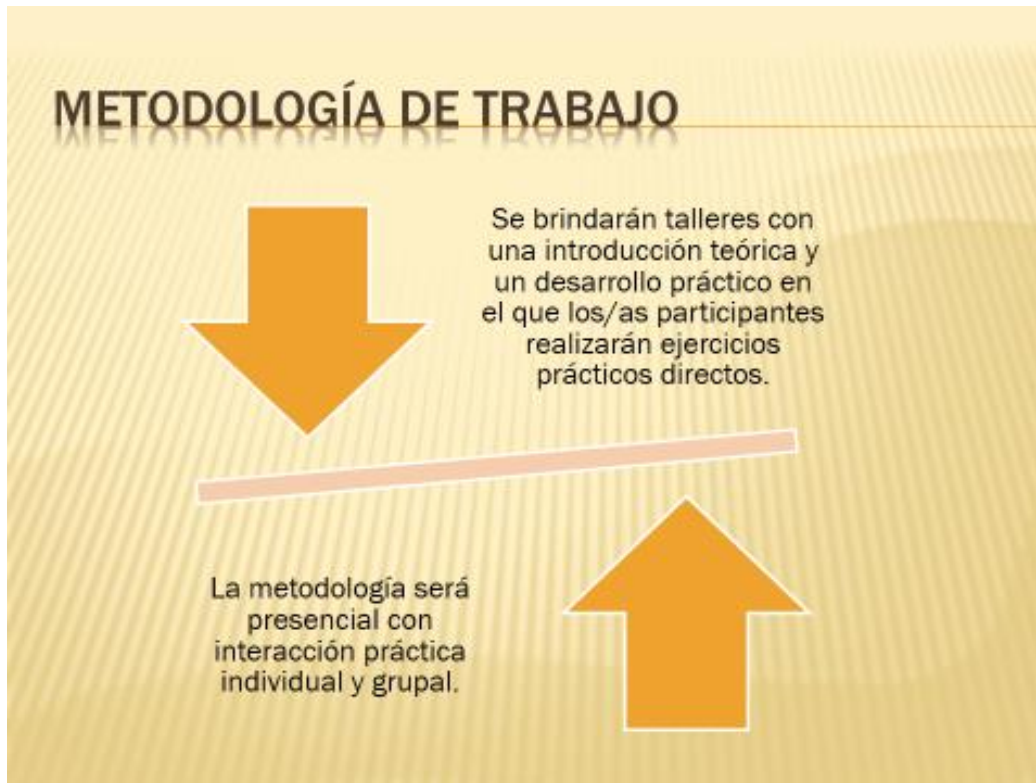 METODOLOGÍA DE TRABAJO
Se brindarán talleres con
una introducción teórica y
un desarrollo práctico en
el que los/as participantes
realizarán ejercicios
prácticos directos.
La metodología será
presencial con
interacción práctica
individual y grupal.